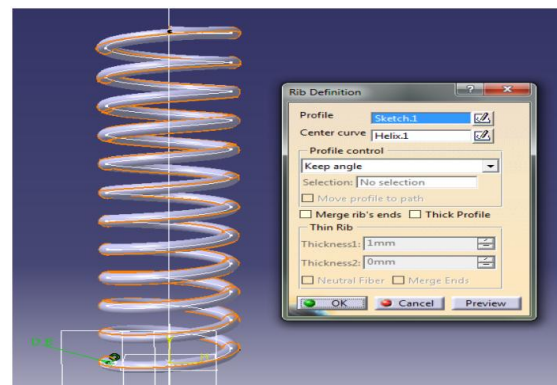 Rib Definition
Profile Sketch.1
Center curve Helix.1
Profile control
Keep angle
Selection: No selection
Move profile to path
Merge rib's ends Thick Profile
Thin Rib
Thickness1: 1mm
Thickness2: 0mm
Neutral Fiber Merge Ends
OK Cancel Preview